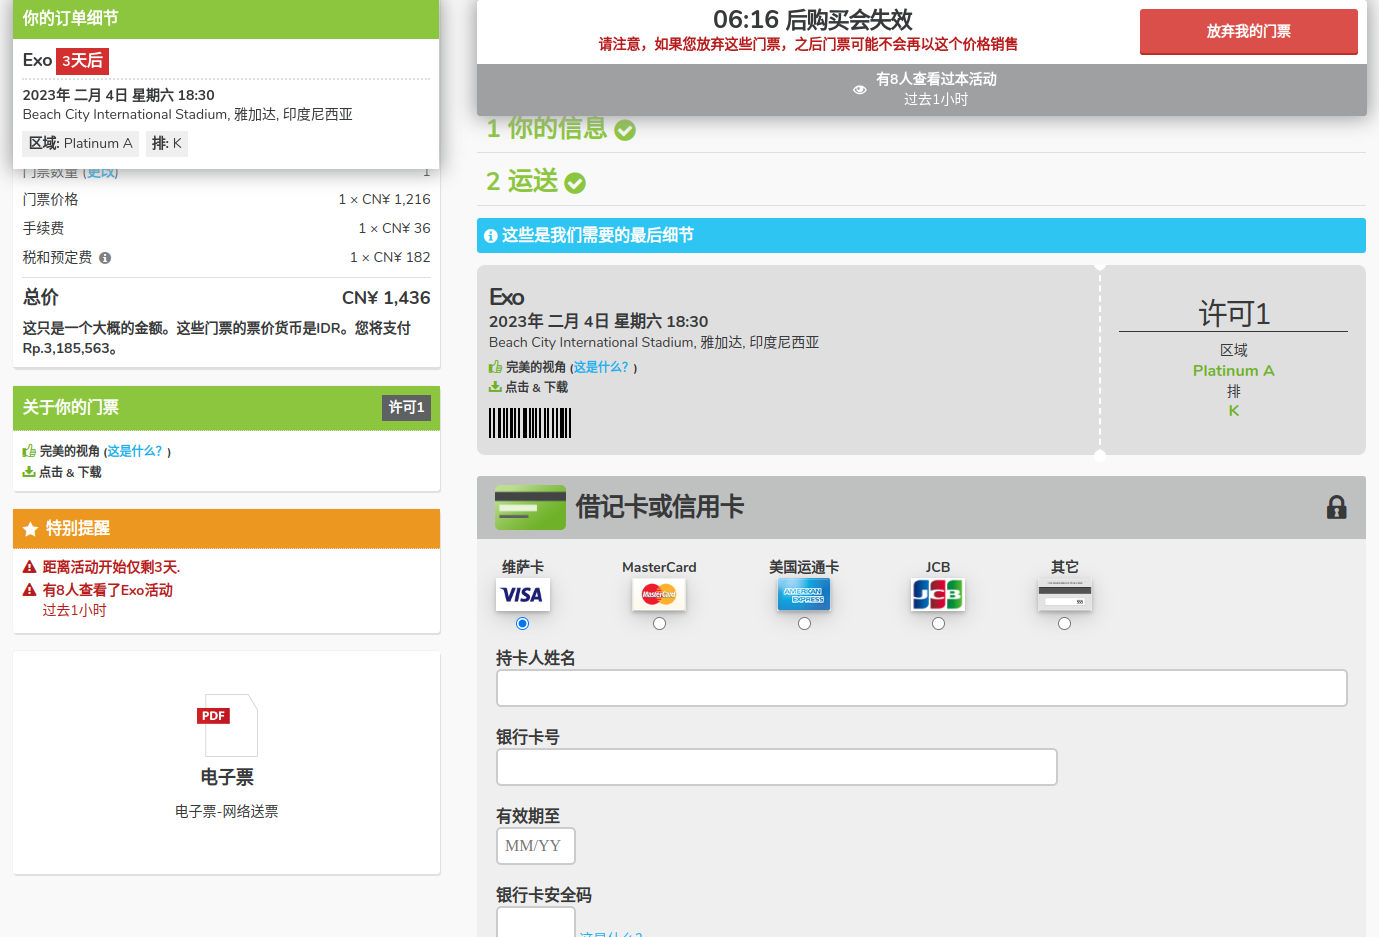 你的订单细节
Exo 3天后
2023年 二月 4日 星期六 18:30
Beach City International Stadium, 雅加达, 印度尼西亚
区域: Platinum A 排: K
门票数量 (更改) 1
门票价格 1 × CN¥ 1,216
手续费 1 × CN¥ 36
税和预定费 1 × CN¥ 182
总价 CN¥ 1,436
这只是一个大概的金额。这些门票的票价货币是IDR。您将支付
Rp.3,185,563。
关于你的门票 许可1
完美的视角 (这是什么? )
点击 & 下载
特别提醒
距离活动开始仅剩3天.
有8人查看了Exo活动
过去1小时
PDF
电子票
电子票-网络送票
06:16 后购买会失效
请注意，如果您放弃这些门票，之后门票可能不会再以这个价格销售
放弃我的门票
有8人查看过本活动
过去1小时
1 你的信息
2 运送
这些是我们需要的最后细节
Exo
2023年 二月 4日 星期六 18:30
Beach City International Stadium, 雅加达, 印度尼西亚
完美的视角 (这是什么? )
点击 & 下载
许可1
区域
Platinum A
排
K
借记卡或信用卡
维萨卡 MasterCard 美国运通卡 JCB 其它
VISA MasterCard AMERICAN EXPRESS JCB
持卡人姓名
银行卡号
有效期至
MM/YY
银行卡安全码
这是什么?